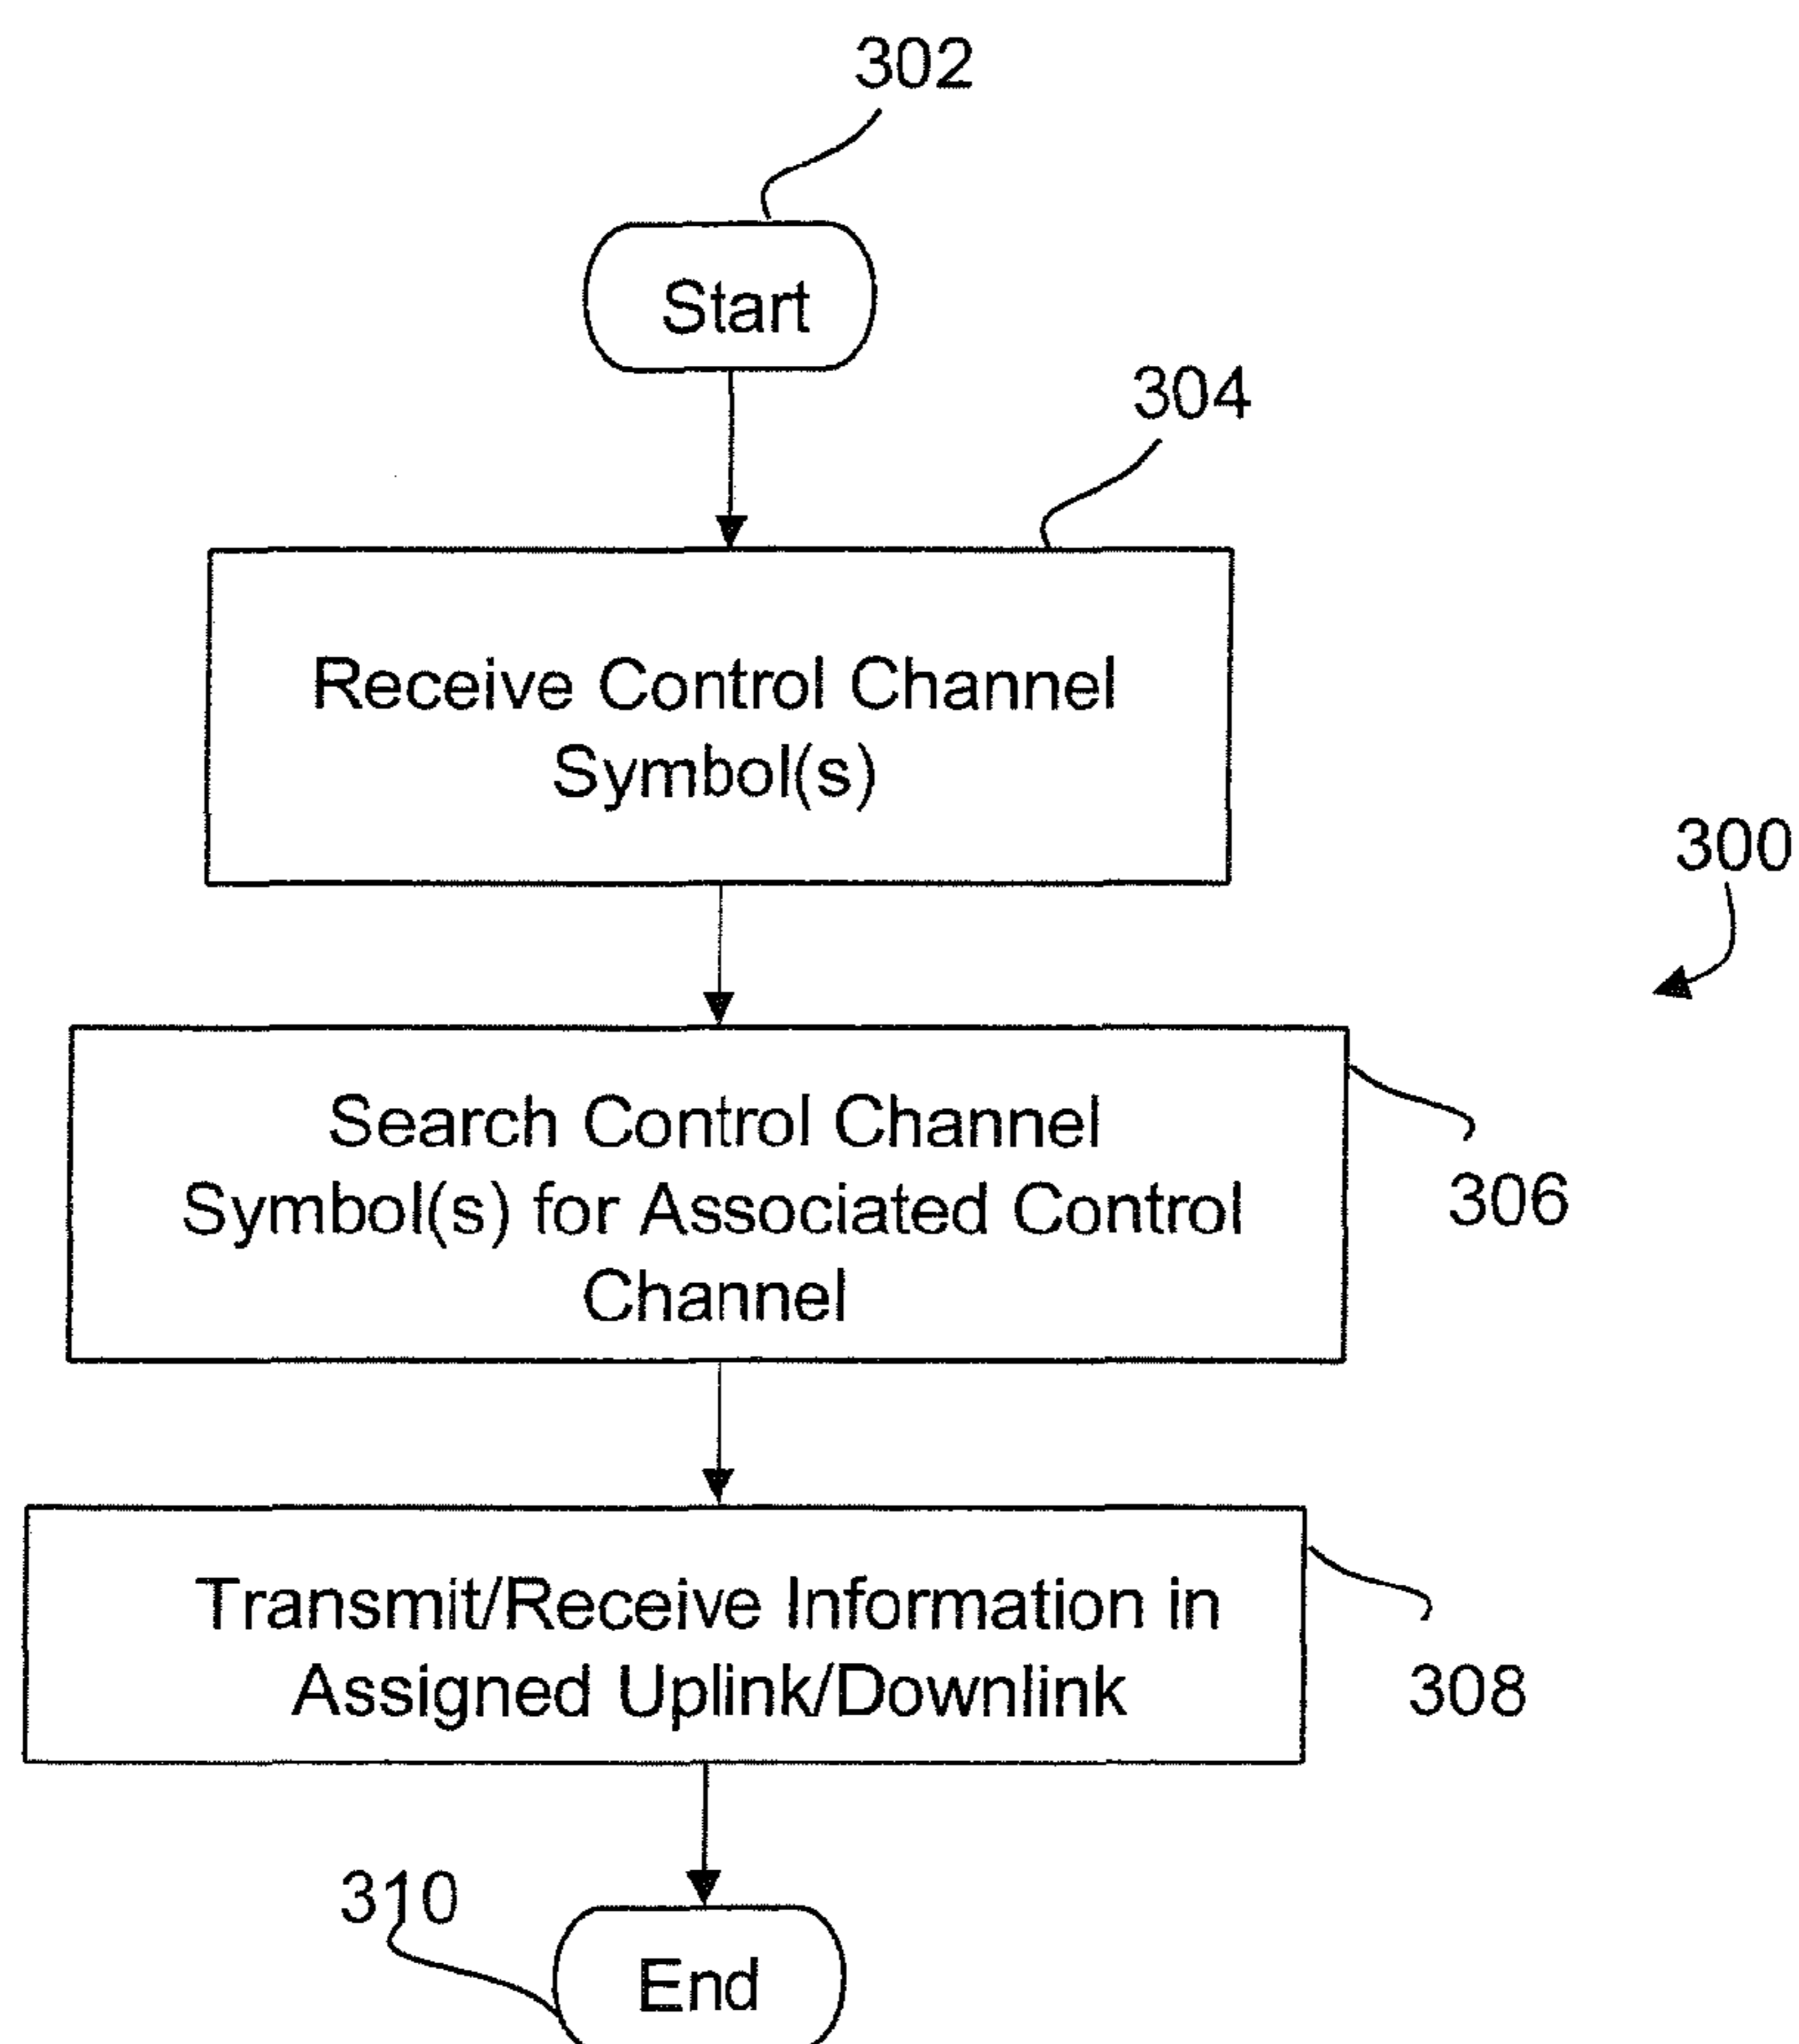 302
Start
304
Receive Control Channel
Symbol(s)
300
Search Control Channel
Symbol(s) for Associated Control
Channel
306
Transmit/Receive Information in
Assigned Uplink/Downlink
308
310
End